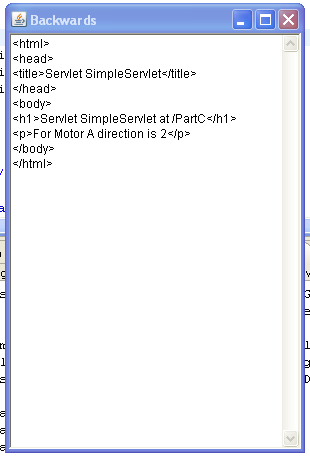 Backwards
<html>
<head>
<title>Servlet SimpleServlet</title>
</head>
<body>
<h1>Servlet SimpleServlet at /PartC</h1>
<p>For Motor A direction is 2</p>
</body>
</html>